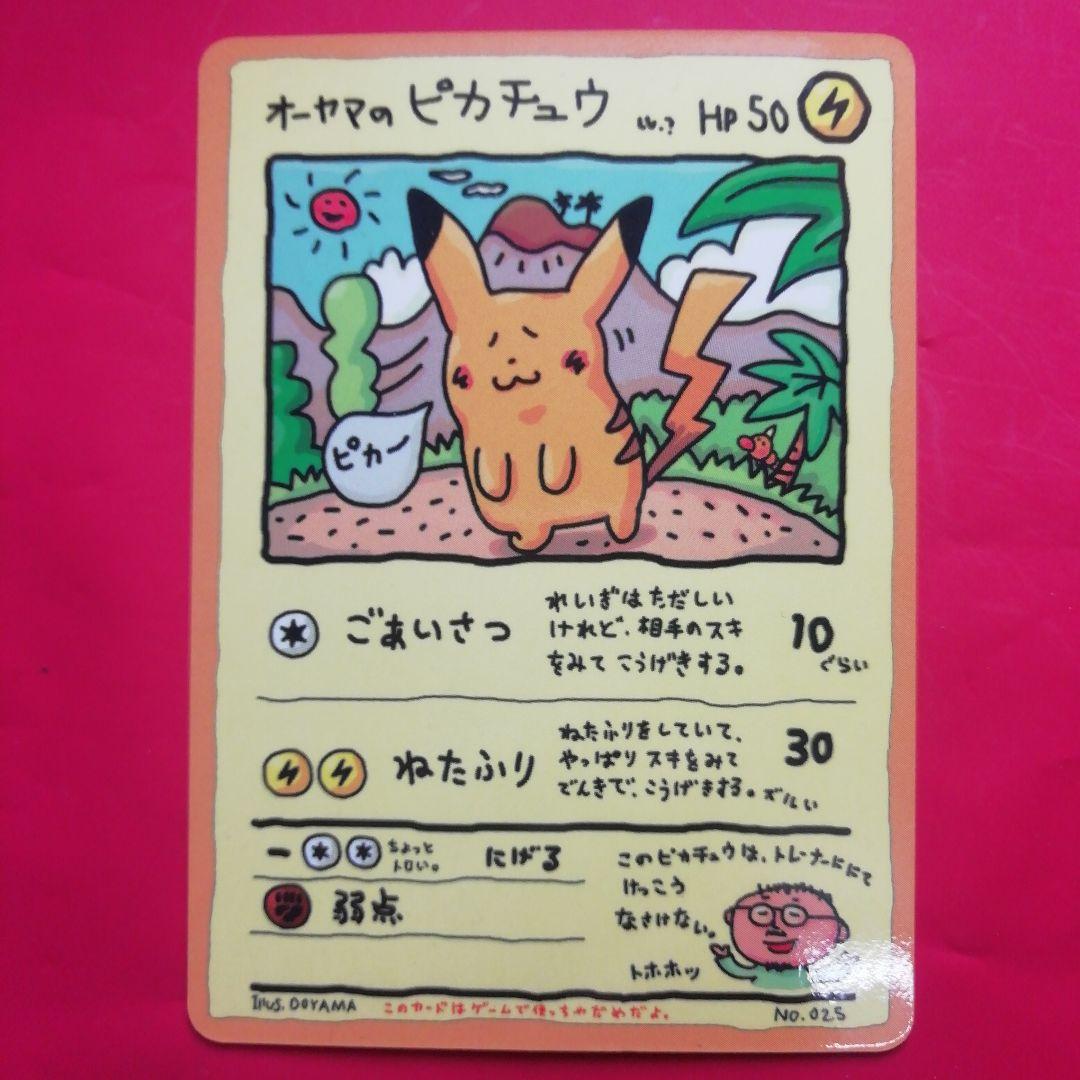 オーヤマの ピカチュウ LV.? HP 50
ピカー
ごあいさつ
れいぎはただしい
けれど、相手のスキ
をみて こうげきする。
10
ぐらい
ねたふり
ねたふりをしていて、
やっぱり スキをみて
でんきで、こうげきする。ズルい
30
ー ちょっと
トロい。
にげる
弱点
このピカチュウは、トレーナーににて
けっこう
なさけない。
トホホッ
Illus. OOYAMA このカードはゲームで使っちゃだめだよ。 NO.025